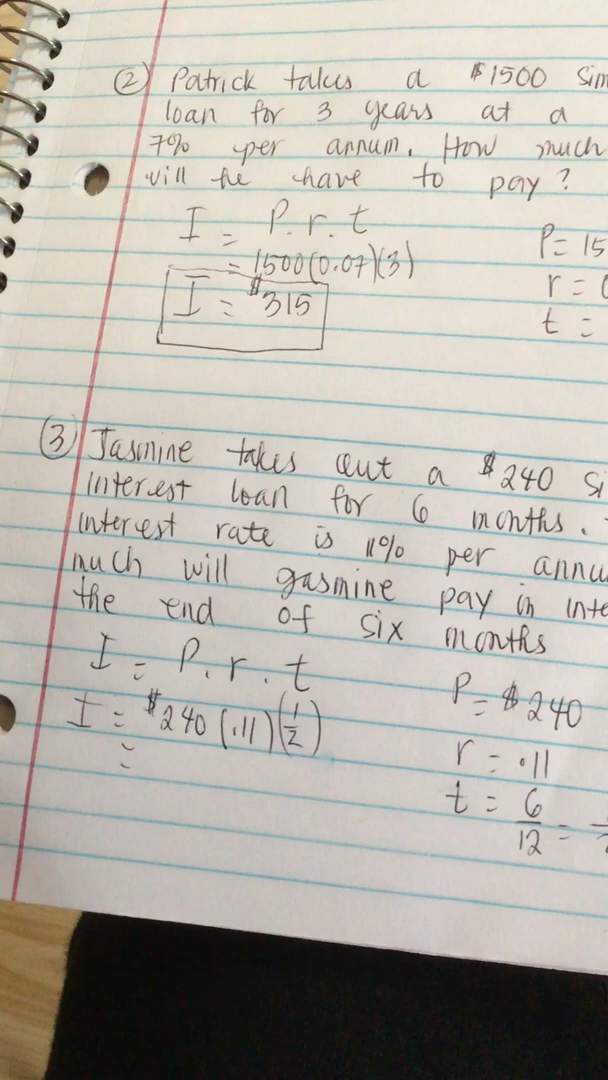 ② Patrick takes a $1500 Sim
loan for 3 years at a
7% per annum. How much
will he have to pay?
I = P.r.t
= 1500(0.07)(3)
I = $315
P = 15
r = 0
t =
③ Jasmine takes out a $240 Si
interest loan for 6 months.
interest rate is 11% per annu
much will gasmine pay in inte
the end of six months
I = P.r.t
I = $240 (.11)(1/2)
=
P = $240
r = .11
t = 6/12 =